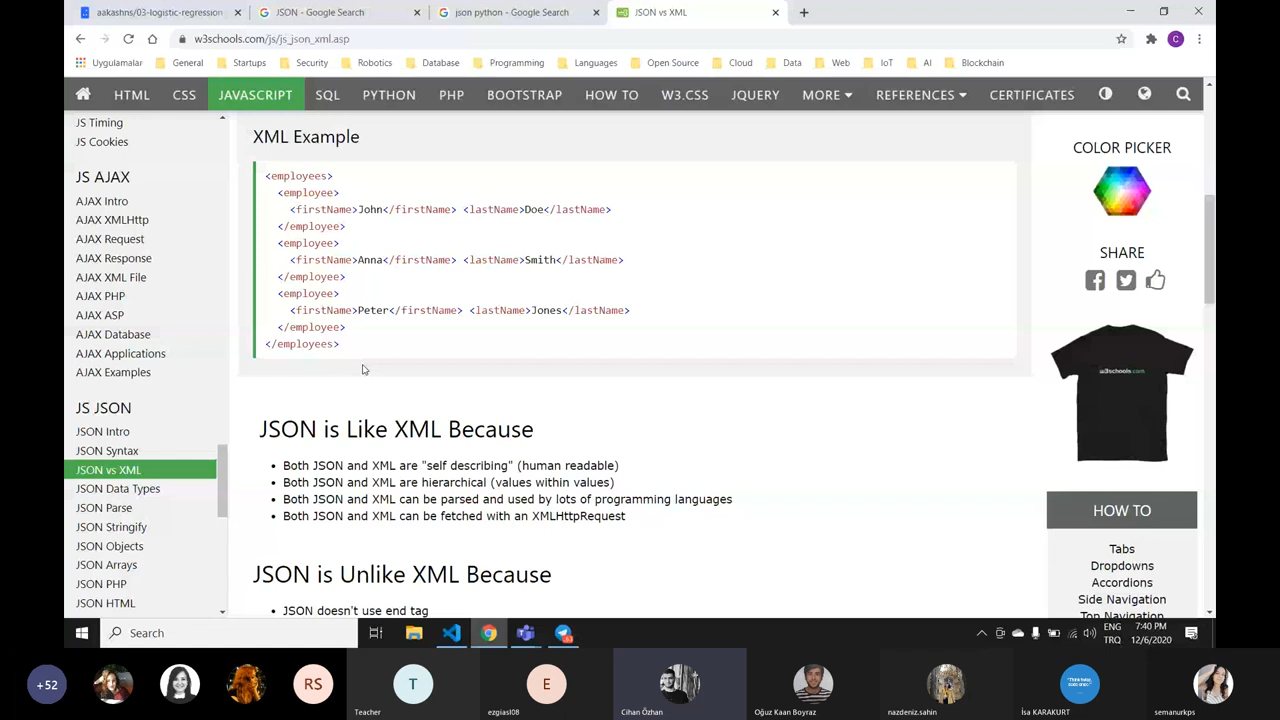 aakashns/03-logistic-regression
JSON - Google Search
json python - Google Search
JSON vs XML
w3schools.com/js/js_json_xml.asp
C
Uygulamalar
General
Startups
Security
Robotics
Database
Programming
Languages
Open Source
Cloud
Data
Web
IoT
AI
Blockchain
HTML
CSS
JAVASCRIPT
SQL
PYTHON
PHP
BOOTSTRAP
HOW TO
W3.CSS
JQUERY
MORE
REFERENCES
CERTIFICATES
JS Timing
JS Cookies
JS AJAX
AJAX Intro
AJAX XMLHttp
AJAX Request
AJAX Response
AJAX XML File
AJAX PHP
AJAX ASP
AJAX Database
AJAX Applications
AJAX Examples
JS JSON
JSON Intro
JSON Syntax
JSON vs XML
JSON Data Types
JSON Parse
JSON Stringify
JSON Objects
JSON Arrays
JSON PHP
JSON HTML
XML Example
<employees>
<employee>
<firstName>John</firstName> <lastName>Doe</lastName>
</employee>
<employee>
<firstName>Anna</firstName> <lastName>Smith</lastName>
</employee>
<employee>
<firstName>Peter</firstName> <lastName>Jones</lastName>
</employee>
</employees>
JSON is Like XML Because
Both JSON and XML are "self describing" (human readable)
Both JSON and XML are hierarchical (values within values)
Both JSON and XML can be parsed and used by lots of programming languages
Both JSON and XML can be fetched with an XMLHttpRequest
JSON is Unlike XML Because
JSON doesn't use end tag
COLOR PICKER
SHARE
w3schools.com
HOW TO
Tabs
Dropdowns
Accordions
Side Navigation
Top Navigation
Search
ENG
TRQ
7:40 PM
12/6/2020
+52
RS
T
Teacher
E
ezgiasl08
Cihan Özhan
Oğuz Kaan Boyraz
nazdeniz.sahin
İsa KARAKURT
semanurkps